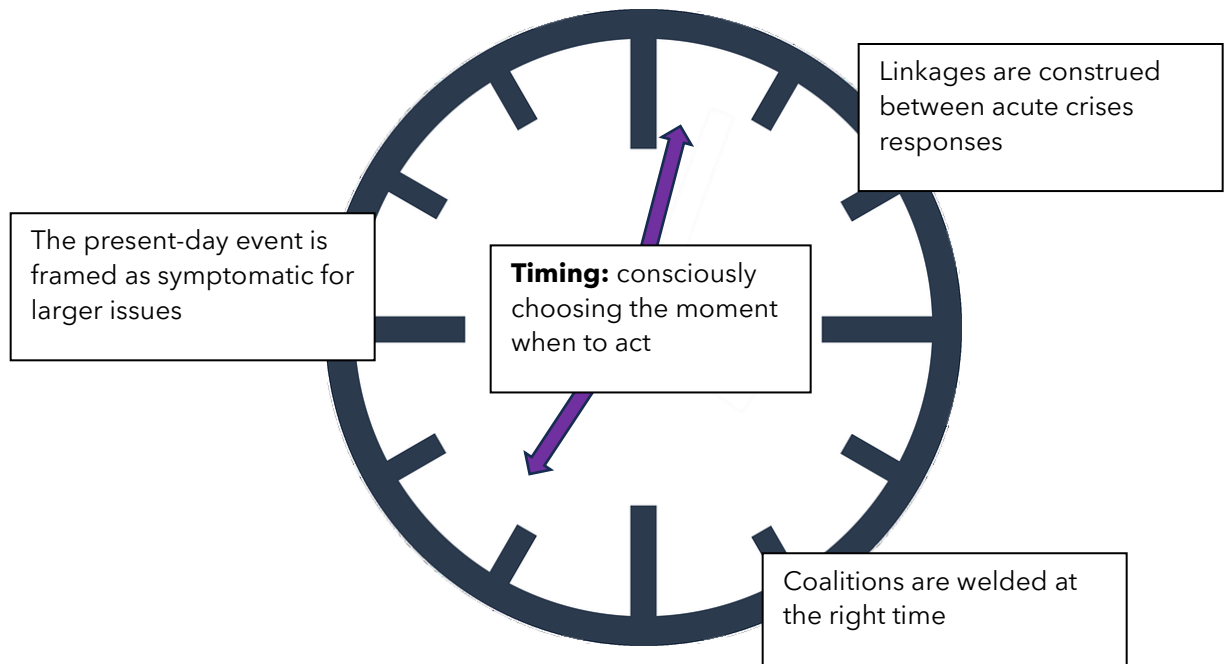 Linkages are construed
between acute crises
responses
The present-day event is
framed as symptomatic for
larger issues
Timing: consciously
choosing the moment
when to act
Coalitions are welded at
the right time